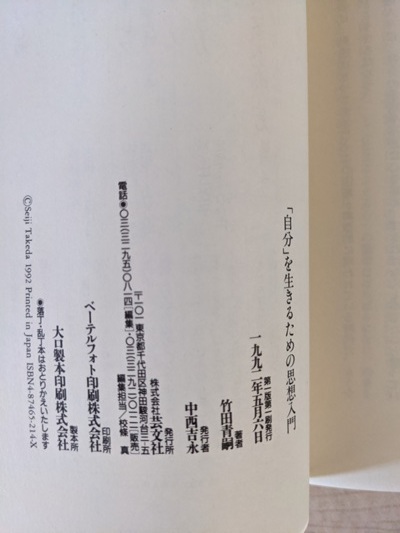 「自分」を生きるための思想入門
一九九二年五月六日　第一版第一刷発行
竹田青嗣　著者
中西吉永　発行者
株式会社芸文社　発行所
〒一〇一　東京都千代田区神田駿河台三-五
電話●〇三(三二九五)〇八一四[編集]・〇三(三二九二)〇二一二[販売]
編集担当／校條　真
ベーテルフォト印刷株式会社　印刷所
大口製本印刷株式会社　製本所
●落丁・乱丁本はおとりかえいたします
©Seiji Takeda 1992 Printed in Japan ISBN4-87465-214-X